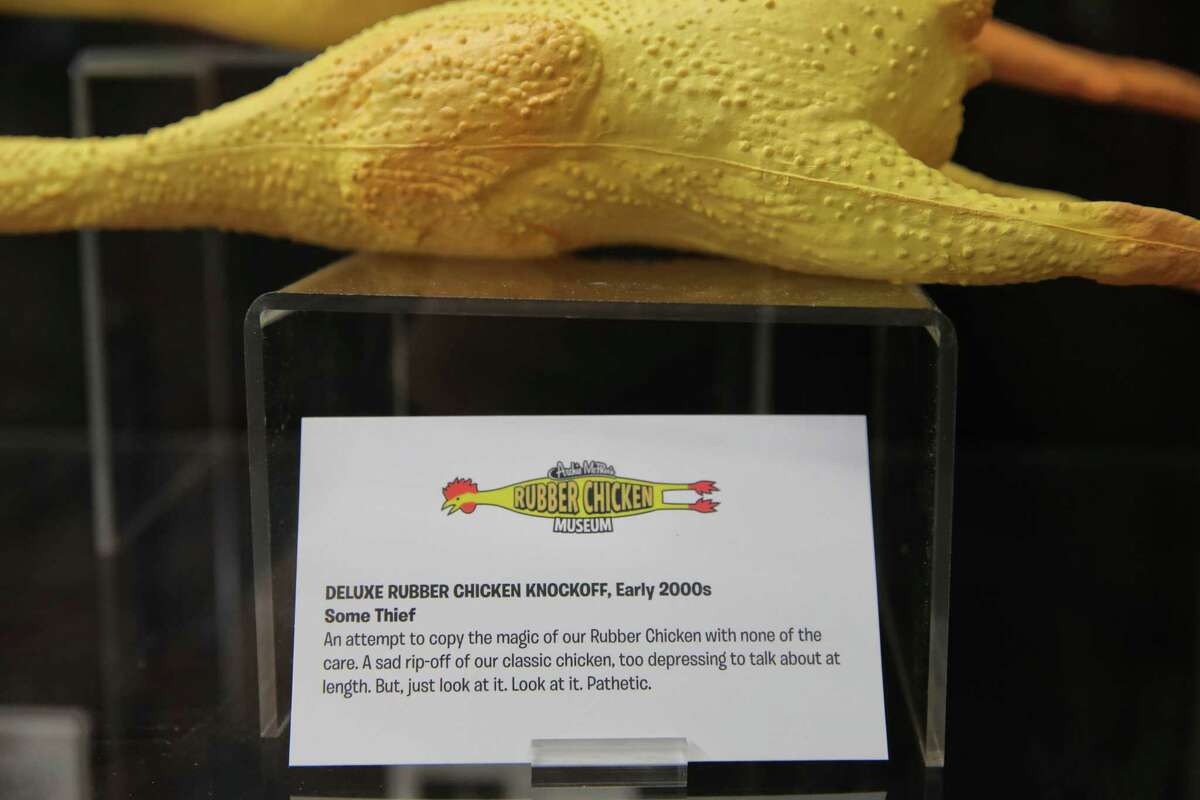 Archie McPhee's
RUBBER CHICKEN
MUSEUM
DELUXE RUBBER CHICKEN KNOCKOFF, Early 2000s
Some Thief
An attempt to copy the magic of our Rubber Chicken with none of the
care. A sad rip-off of our classic chicken, too depressing to talk about at
length. But, just look at it. Look at it. Pathetic.